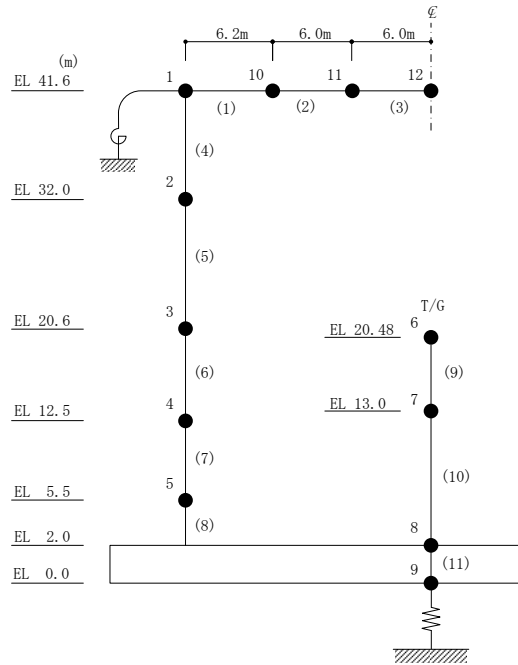 ℄
6.2m 6.0m 6.0m
(m)
EL 41.6 1 10 11 12
(1) (2) (3)
(4)
EL 32.0 2
(5)
T/G
EL 20.6 3 EL 20.48 6
(6) (9)
EL 12.5 4 EL 13.0 7
(7) (10)
EL 5.5 5
(8)
EL 2.0 8
(11)
EL 0.0 9